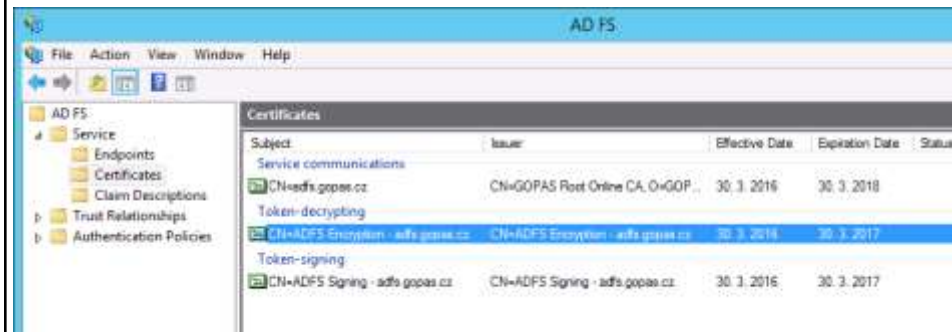 AD FS
File Action View Window Help
AD FS
Service
Endpoints
Certificates
Claim Descriptions
Trust Relationships
Authentication Policies
Certificates
Subject Issuer Effective Date Expiration Date Status
Service communications
CN=adfs.gopas.cz CN=GOPAS Root Online CA, O=GOP... 30. 3. 2016 30. 3. 2018
Token-decrypting
CN=ADFS Encryption - adfs.gopas.cz CN=ADFS Encryption - adfs.gopas.cz 30. 3. 2016 30. 3. 2017
Token-signing
CN=ADFS Signing - adfs.gopas.cz CN=ADFS Signing - adfs.gopas.cz 30. 3. 2016 30. 3. 2017